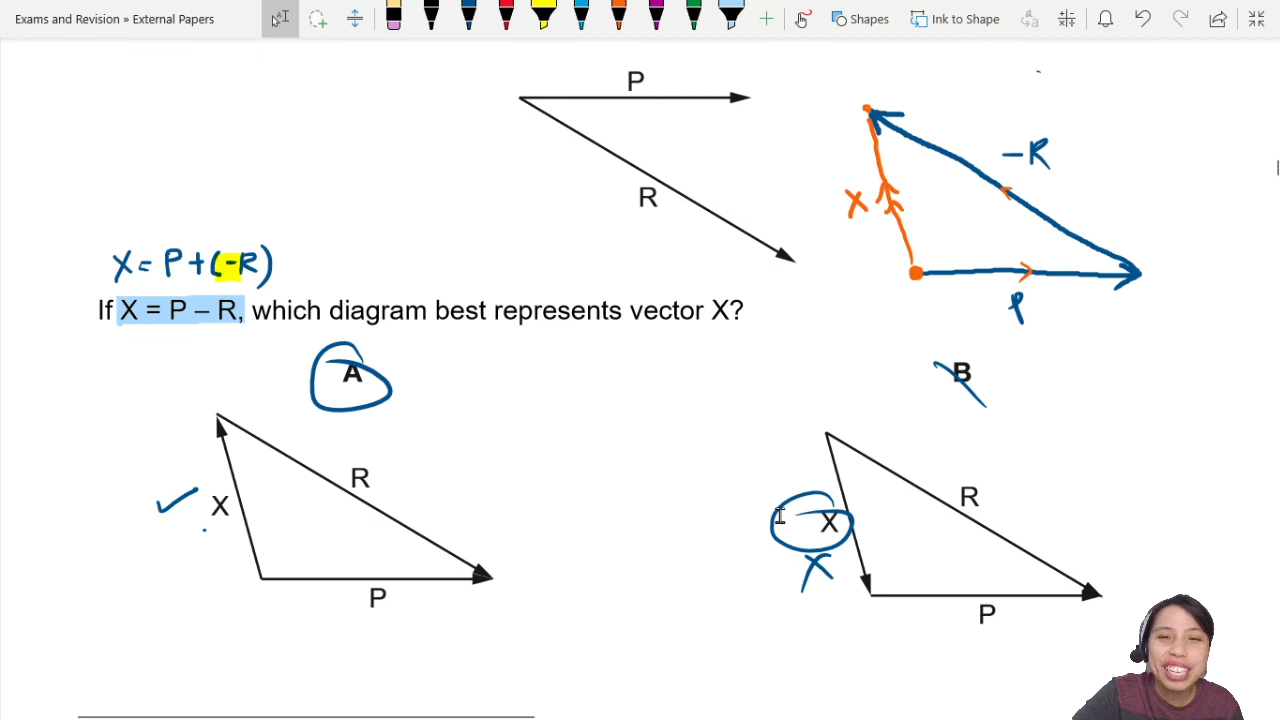 Exams and Revision » External Papers
Shapes
Ink to Shape
P
R
-R
X
P
X = P + (-R)
If X = P – R, which diagram best represents vector X?
A
B
X
R
P
X
R
X
P